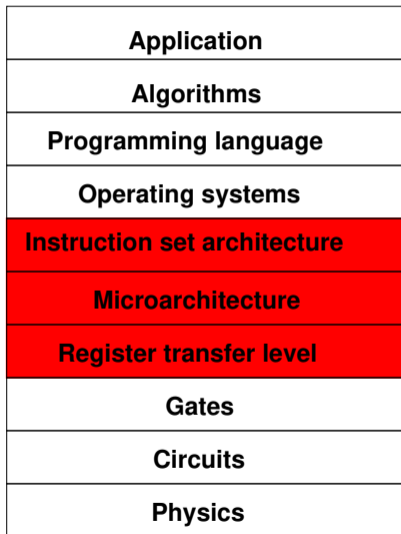 Application
Algorithms
Programming language
Operating systems
Instruction set architecture
Microarchitecture
Register transfer level
Gates
Circuits
Physics